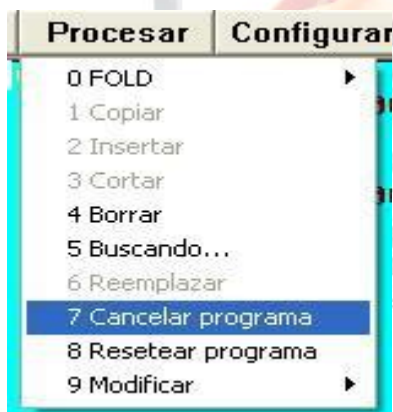 Procesar Configurar
0 FOLD
1 Copiar
2 Insertar
3 Cortar
4 Borrar
5 Buscando...
6 Reemplazar
7 Cancelar programa
8 Resetear programa
9 Modificar